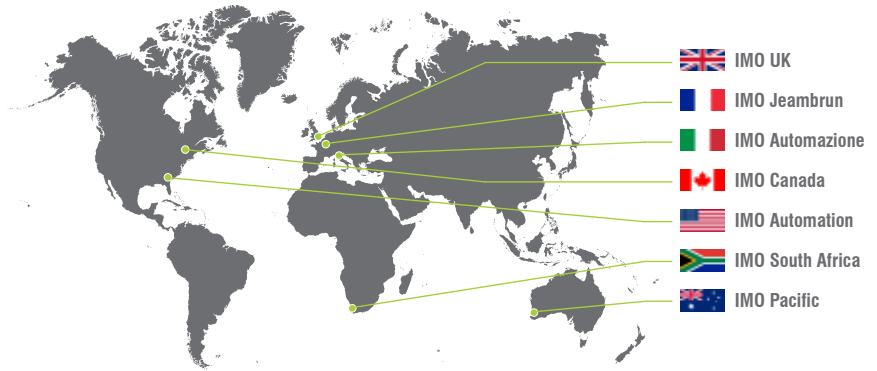 IMO UK
IMO Jeambrun
IMO Automazione
IMO Canada
IMO Automation
IMO South Africa
IMO Pacific